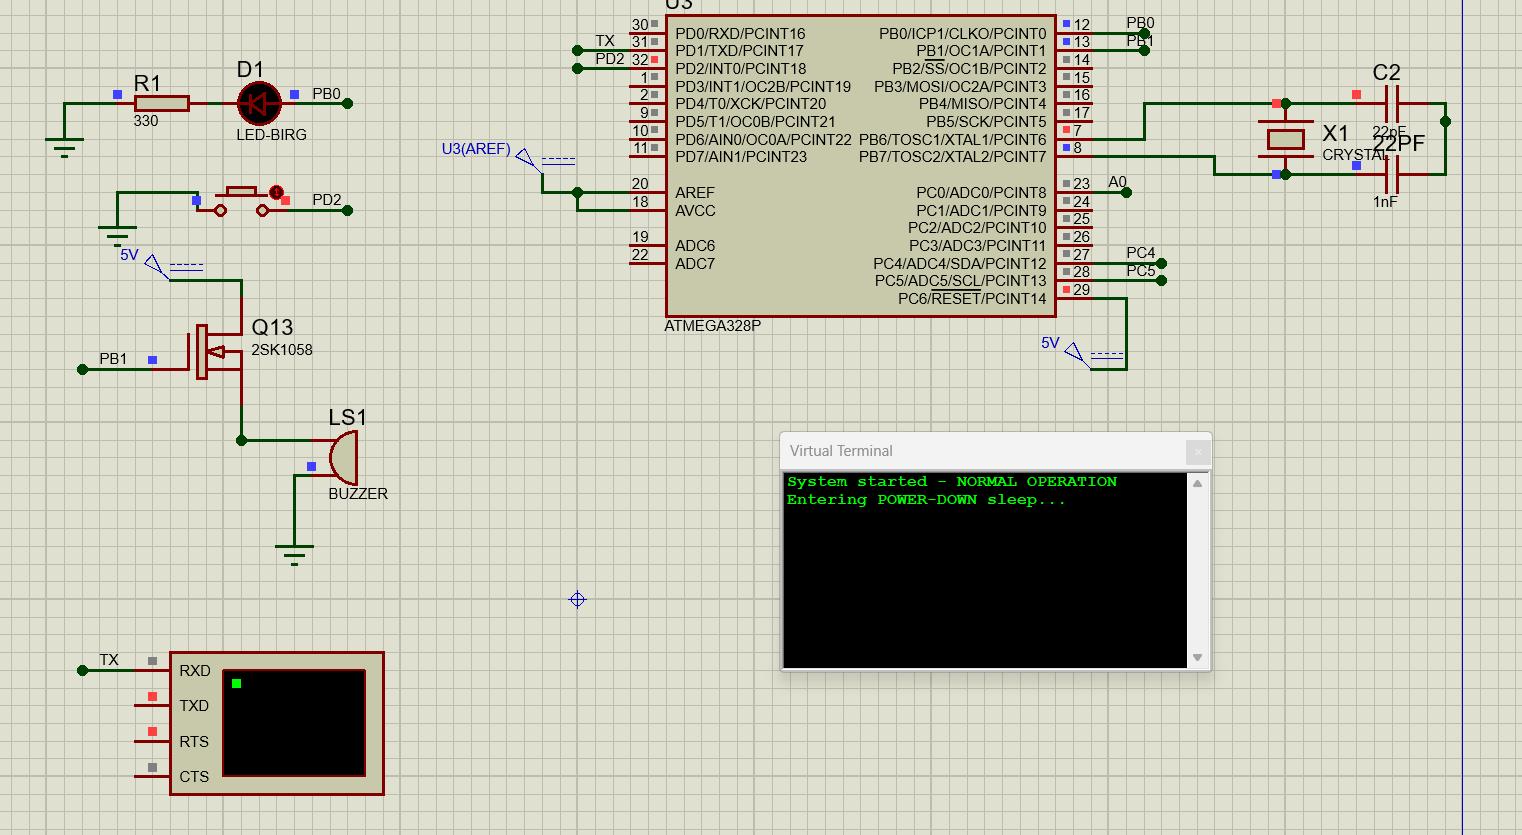 U3
30 PD0/RXD/PCINT16
TX 31 PD1/TXD/PCINT17
PD2 32 PD2/INT0/PCINT18
1 PD3/INT1/OC2B/PCINT19
2 PD4/T0/XCK/PCINT20
9 PD5/T1/OC0B/PCINT21
10 PD6/AIN0/OC0A/PCINT22
11 PD7/AIN1/PCINT23
U3(AREF)
20 AREF
18 AVCC
19 ADC6
22 ADC7
PB0/ICP1/CLKO/PCINT0 12 PB0
PB1/OC1A/PCINT1 13 PB1
PB2/SS/OC1B/PCINT2 14
PB3/MOSI/OC2A/PCINT3 15
PB4/MISO/PCINT4 16
PB5/SCK/PCINT5 17
PB6/TOSC1/XTAL1/PCINT6 7
PB7/TOSC2/XTAL2/PCINT7 8
PC0/ADC0/PCINT8 23 A0
PC1/ADC1/PCINT9 24
PC2/ADC2/PCINT10 25
PC3/ADC3/PCINT11 26
PC4/ADC4/SDA/PCINT12 27 PC4
PC5/ADC5/SCL/PCINT13 28 PC5
PC6/RESET/PCINT14 29
ATMEGA328P
5V
C2
22pF
X1
CRYSTAL
22PF
1nF
R1
330
D1
LED-BIRG
PB0
PD2
5V
Q13
2SK1058
PB1
LS1
BUZZER
TX
RXD
TXD
RTS
CTS
Virtual Terminal
System started - NORMAL OPERATION
Entering POWER-DOWN sleep...